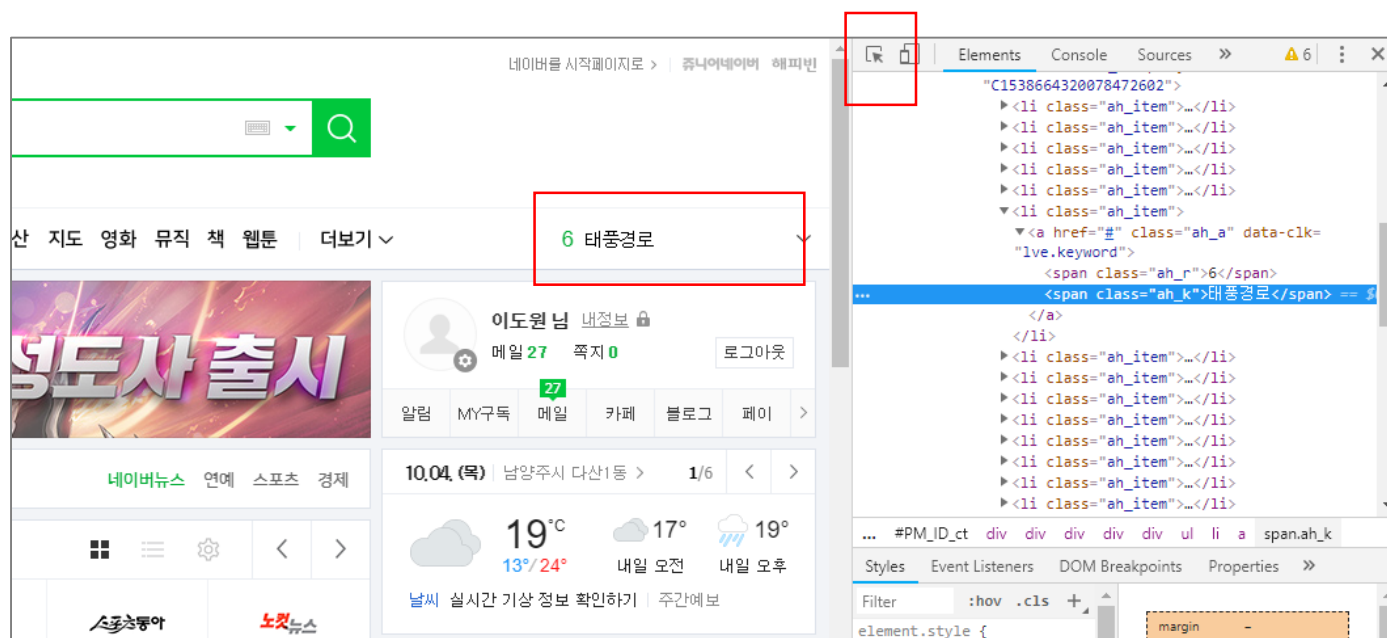 네이버를 시작페이지로 > 쥬니어네이버 해피빈
산 지도 영화 뮤직 책 웹툰 더보기
6 태풍경로
성도사 출시
이도원 님 내정보
메일 27 쪽지 0 로그아웃
27
알림 MY구독 메일 카페 블로그 페이 >
네이버뉴스 연예 스포츠 경제
10.04. (목) 남양주시 다산1동 > 1/6 < >
19°C 17° 19°
13°/24° 내일 오전 내일 오후
날씨 실시간 기상 정보 확인하기 주간예보
스포츠동아 노컷뉴스
Elements Console Sources » 6
"C1538664320078472602">
▶<li class="ah_item">…</li>
▶<li class="ah_item">…</li>
▶<li class="ah_item">…</li>
▶<li class="ah_item">…</li>
▶<li class="ah_item">…</li>
▼<li class="ah_item">
▼<a href="#" class="ah_a" data-clk=
"lve.keyword">
<span class="ah_r">6</span>
... <span class="ah_k">태풍경로</span> ==
</a>
</li>
▶<li class="ah_item">…</li>
▶<li class="ah_item">…</li>
▶<li class="ah_item">…</li>
▶<li class="ah_item">…</li>
▶<li class="ah_item">…</li>
▶<li class="ah_item">…</li>
▶<li class="ah_item">…</li>
▶<li class="ah_item">…</li>
... #PM_ID_ct div div div div div ul li a span.ah_k
Styles Event Listeners DOM Breakpoints Properties »
Filter :hov .cls +
element.style {
margin –